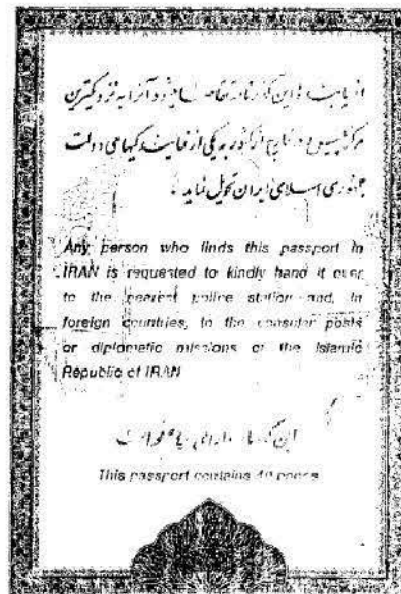 از یابنده این گذرنامه تقاضا میشود آنرا به نزدیکترین
مرکز پلیس و در خارج از کشور به یکی از نمایندگیهای دولت
جمهوری اسلامی ایران تحویل نماید .
Any person who finds this passport in
IRAN is requested to kindly hand it over
to the nearest police station and, in
foreign countries, to the consular posts
or diplomatic missions of the Islamic
Republic of IRAN
این
This passport contains 40 pages